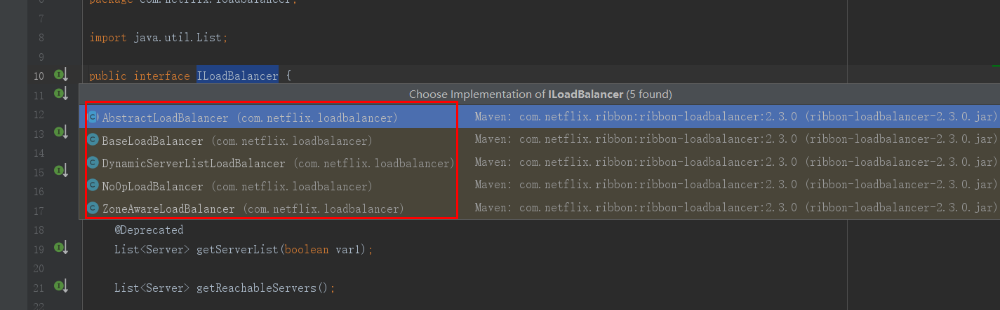 6 package com.netflix.loadbalancer;
7
8 import java.util.List;
9
10 public interface ILoadBalancer {
11
Choose Implementation of ILoadBalancer (5 found)
12 AbstractLoadBalancer (com.netflix.loadbalancer) Maven: com.netflix.ribbon:ribbon-loadbalancer:2.3.0 (ribbon-loadbalancer-2.3.0.jar)
13 BaseLoadBalancer (com.netflix.loadbalancer) Maven: com.netflix.ribbon:ribbon-loadbalancer:2.3.0 (ribbon-loadbalancer-2.3.0.jar)
14
15 DynamicServerListLoadBalancer (com.netflix.loadbalancer) Maven: com.netflix.ribbon:ribbon-loadbalancer:2.3.0 (ribbon-loadbalancer-2.3.0.jar)
16 NoOpLoadBalancer (com.netflix.loadbalancer) Maven: com.netflix.ribbon:ribbon-loadbalancer:2.3.0 (ribbon-loadbalancer-2.3.0.jar)
17 ZoneAwareLoadBalancer (com.netflix.loadbalancer) Maven: com.netflix.ribbon:ribbon-loadbalancer:2.3.0 (ribbon-loadbalancer-2.3.0.jar)
18 @Deprecated
19 List<Server> getServerList(boolean var1);
20
21 List<Server> getReachableServers();
22